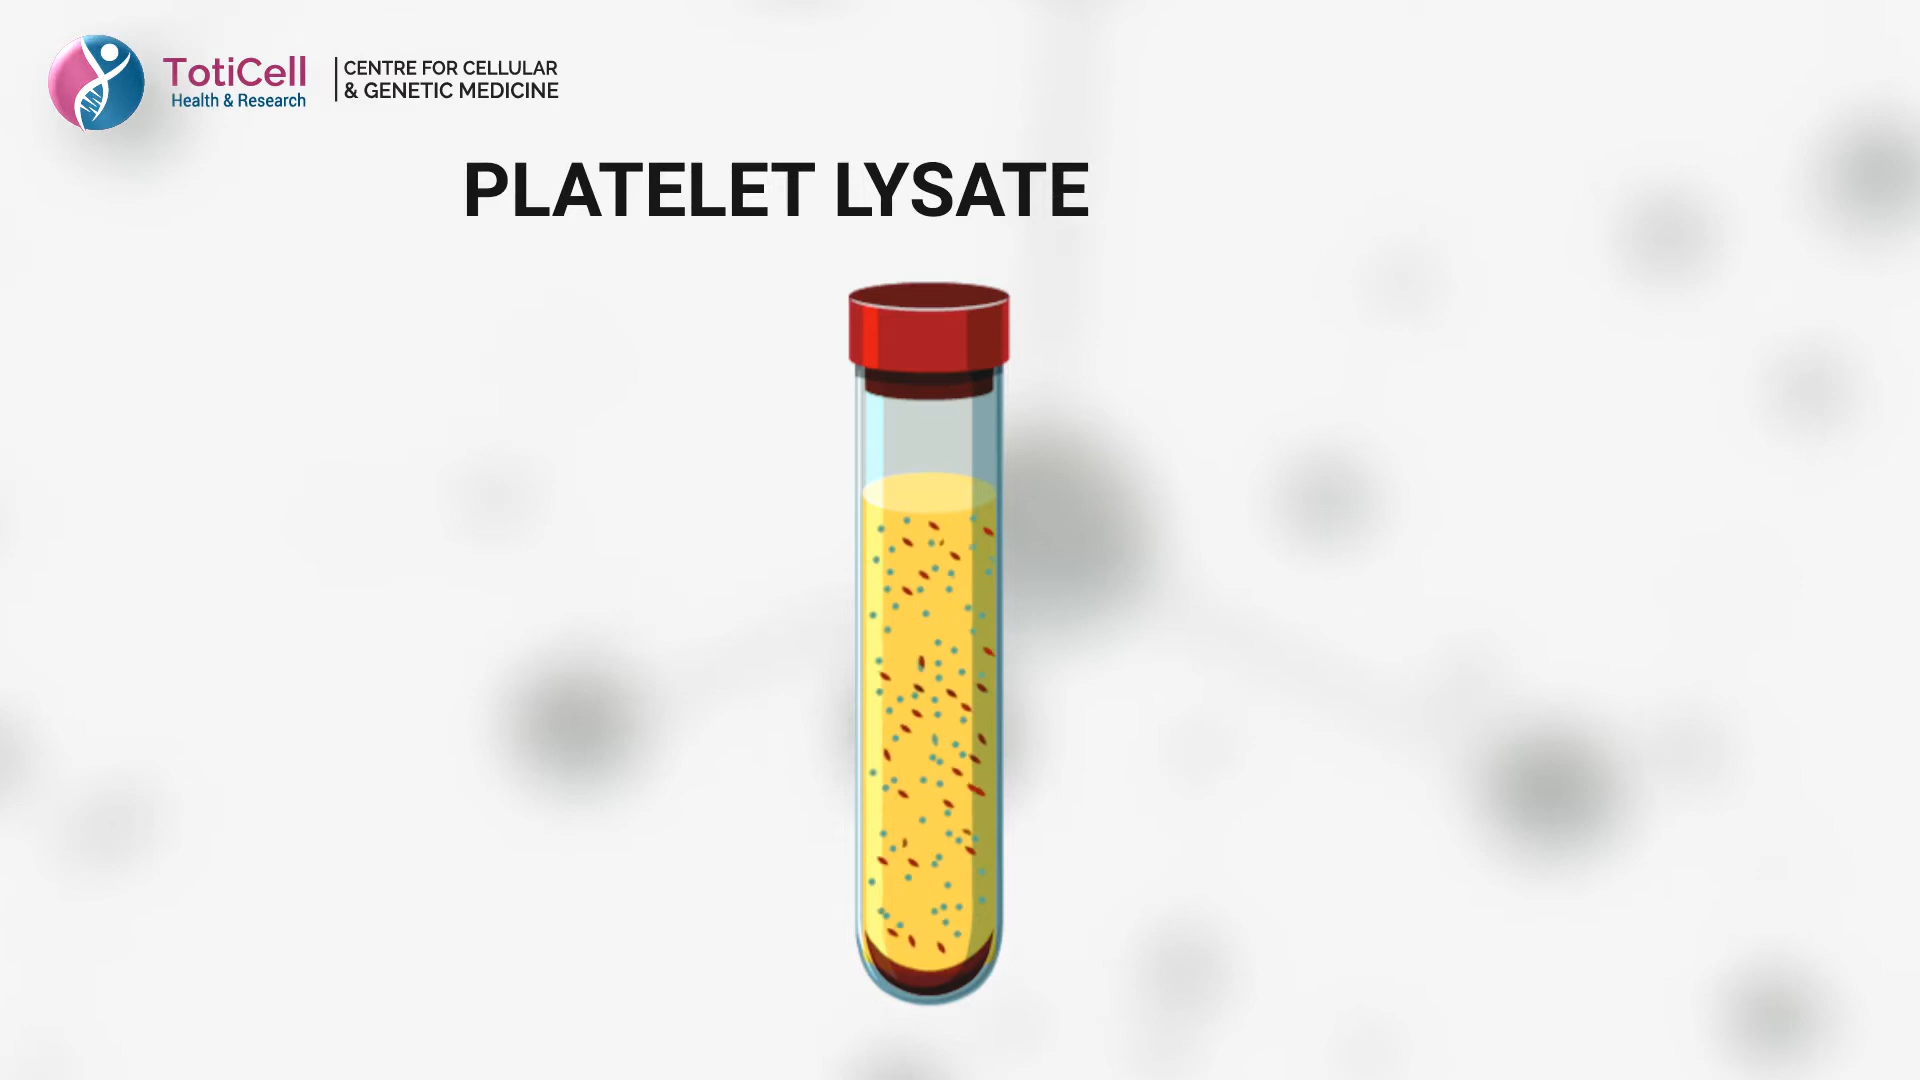 TotiCell
Health & Research
CENTRE FOR CELLULAR
& GENETIC MEDICINE
PLATELET LYSATE